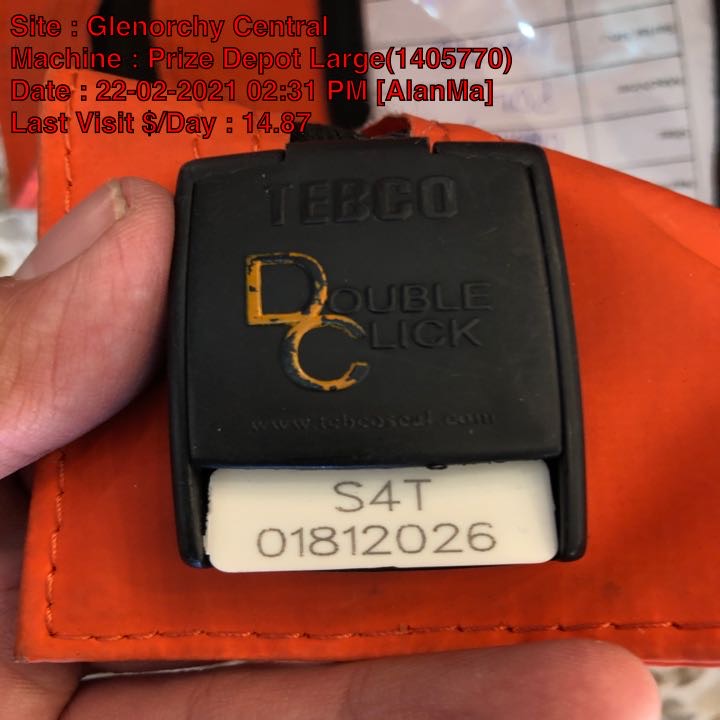 Site : Glenorchy Central
Machine : Prize Depot Large(1405770)
Date : 22-02-2021 02:31 PM [AlanMa]
Last Visit $/Day : 14.87
TEBCO
DOUBLE
CLICK
www.tebcoseal.com
S4T
01812026